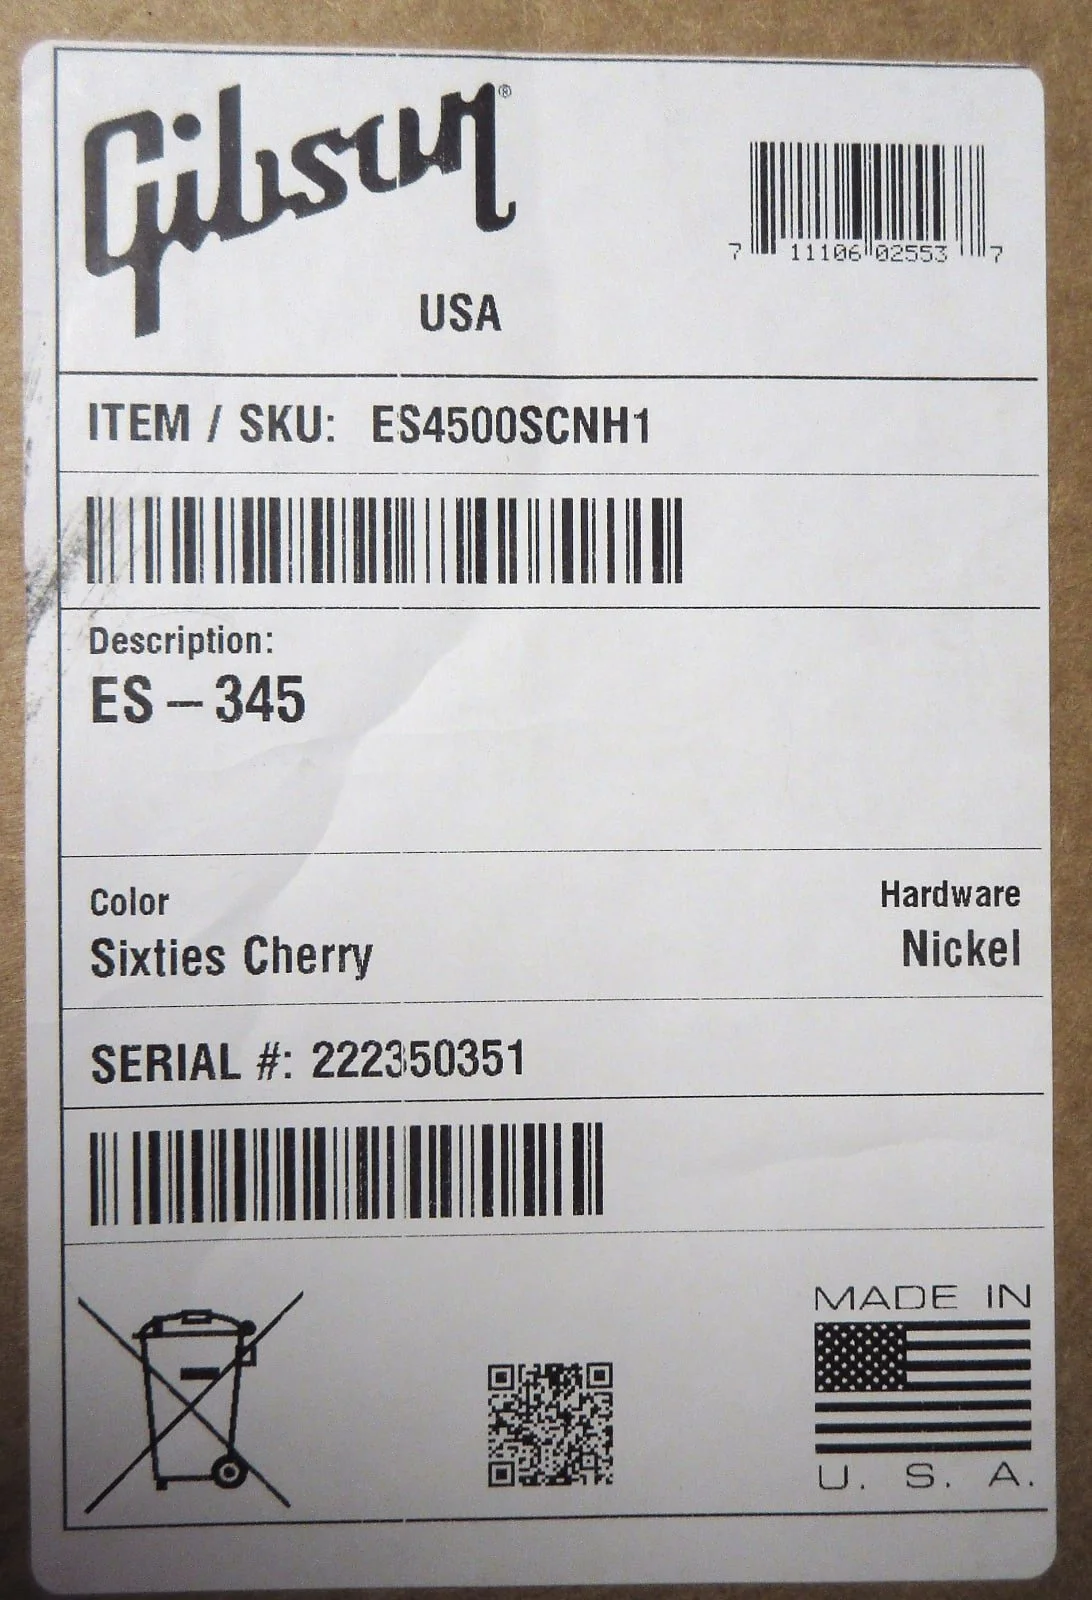 Gibson®
USA
7 11106 02553 7
ITEM / SKU: ES4500SCNH1
Description:
ES – 345
Color
Sixties Cherry
Hardware
Nickel
SERIAL #: 222350351
MADE IN
U. S. A.